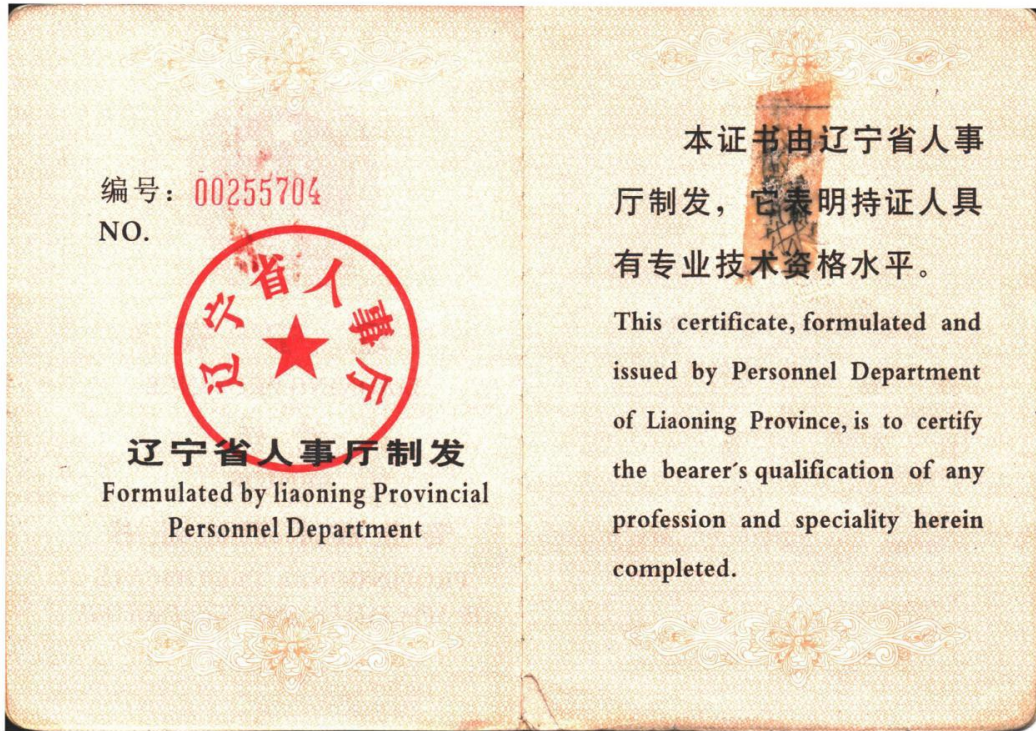 编号：00255704
NO.
辽宁省人事厅
辽宁省人事厅制发
Formulated by liaoning Provincial
Personnel Department
本证书由辽宁省人事
厅制发，它表明持证人具
有专业技术资格水平。
This certificate, formulated and
issued by Personnel Department
of Liaoning Province, is to certify
the bearer's qualification of any
profession and speciality herein
completed.